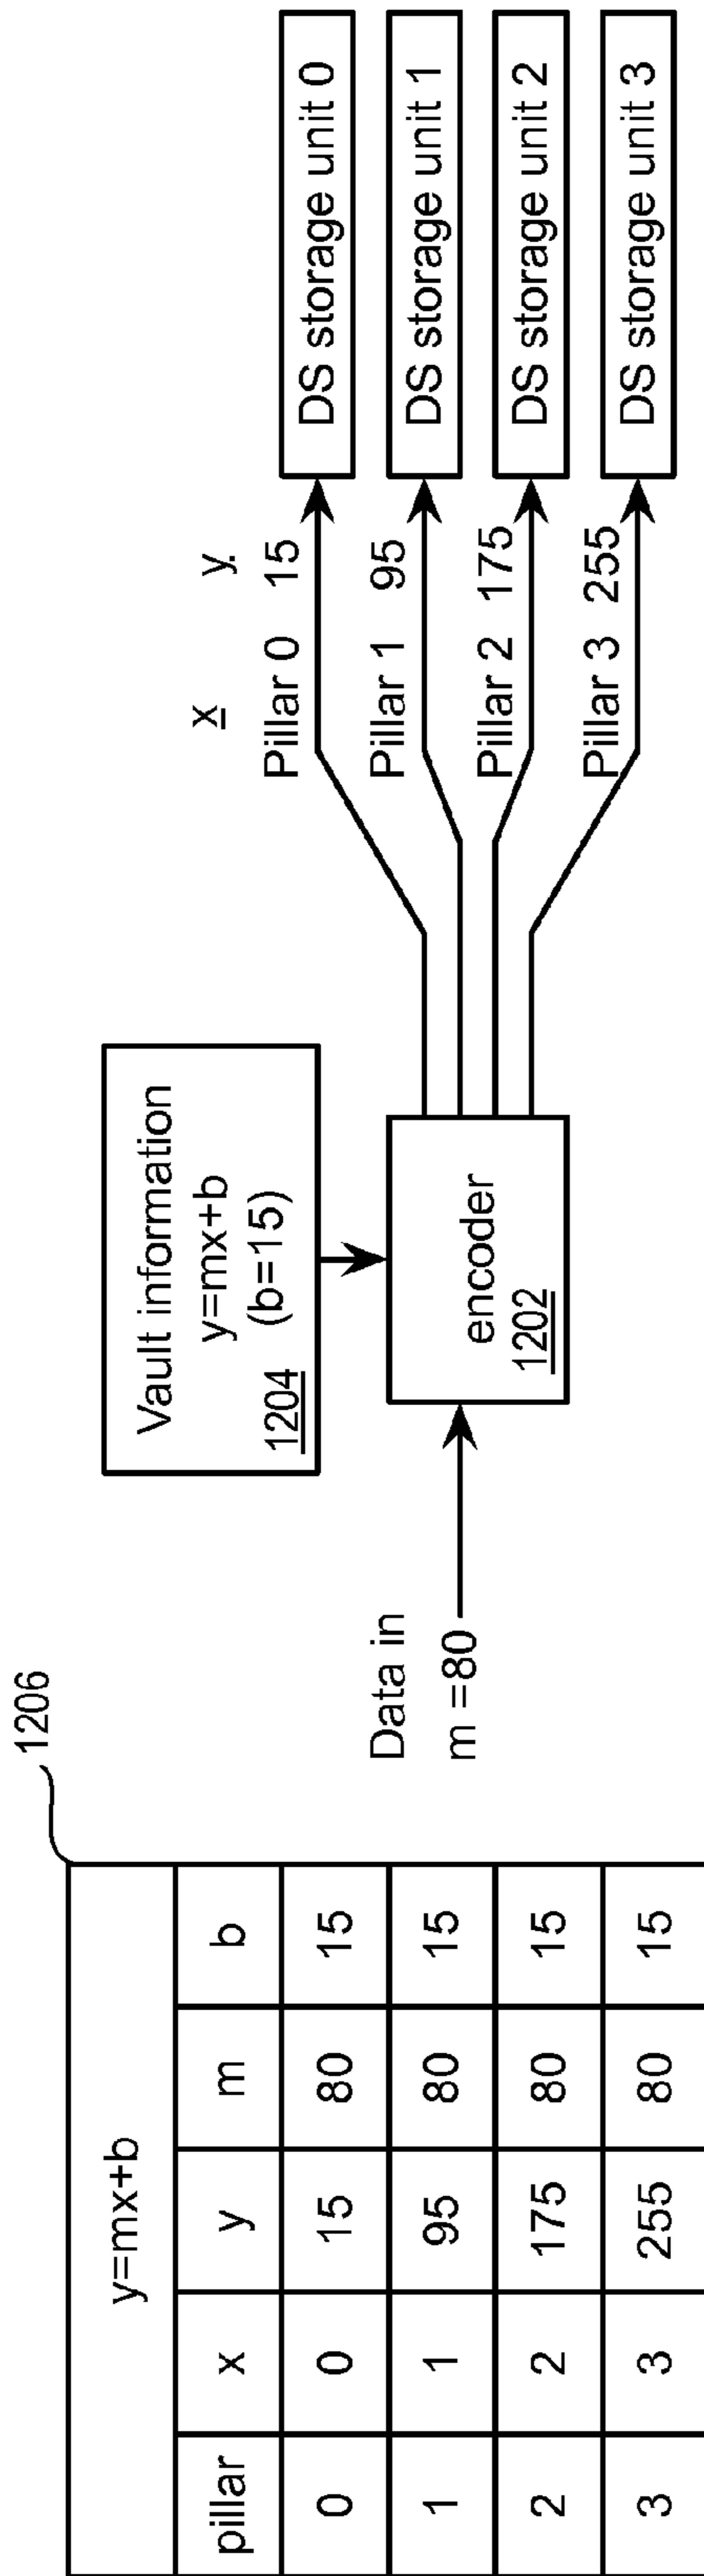 1206
y=mx+b
pillar x y m b
0 0 15 80 15
1 1 95 80 15
2 2 175 80 15
3 3 255 80 15
Data in
m =80
Vault information
y=mx+b
(b=15)
1204
encoder
1202
x y
Pillar 0 15
Pillar 1 95
Pillar 2 175
Pillar 3 255
DS storage unit 0
DS storage unit 1
DS storage unit 2
DS storage unit 3